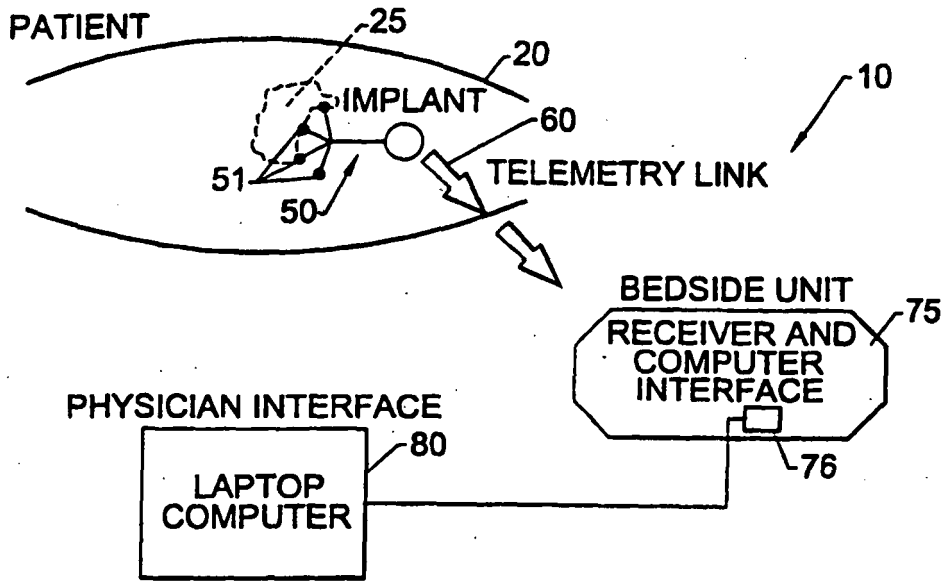 PATIENT
25
20
10
IMPLANT
60
51
50
TELEMETRY LINK
BEDSIDE UNIT
75
RECEIVER AND
COMPUTER
INTERFACE
76
PHYSICIAN INTERFACE
80
LAPTOP
COMPUTER